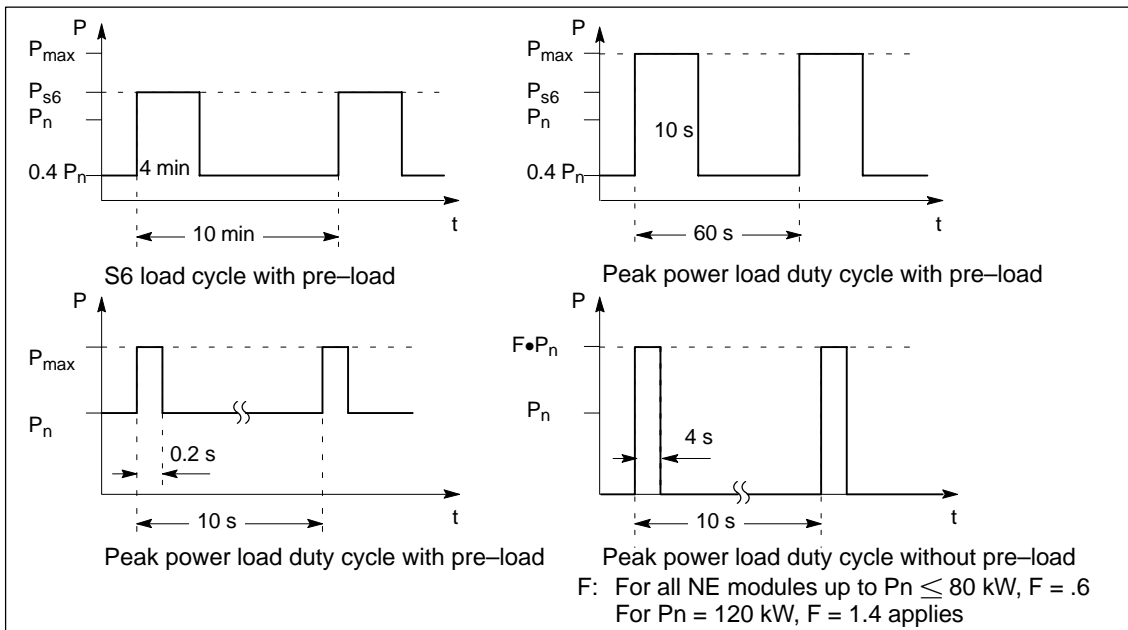 P
P_max
P_s6
P_n
0.4 P_n
4 min
t
10 min
S6 load cycle with pre–load
P
P_max
P_s6
P_n
0.4 P_n
10 s
t
60 s
Peak power load duty cycle with pre–load
P
P_max
P_n
0.2 s
t
10 s
Peak power load duty cycle with pre–load
P
F•P_n
P_n
4 s
t
10 s
Peak power load duty cycle without pre–load
F: For all NE modules up to Pn ≤ 80 kW, F = .6
For Pn = 120 kW, F = 1.4 applies